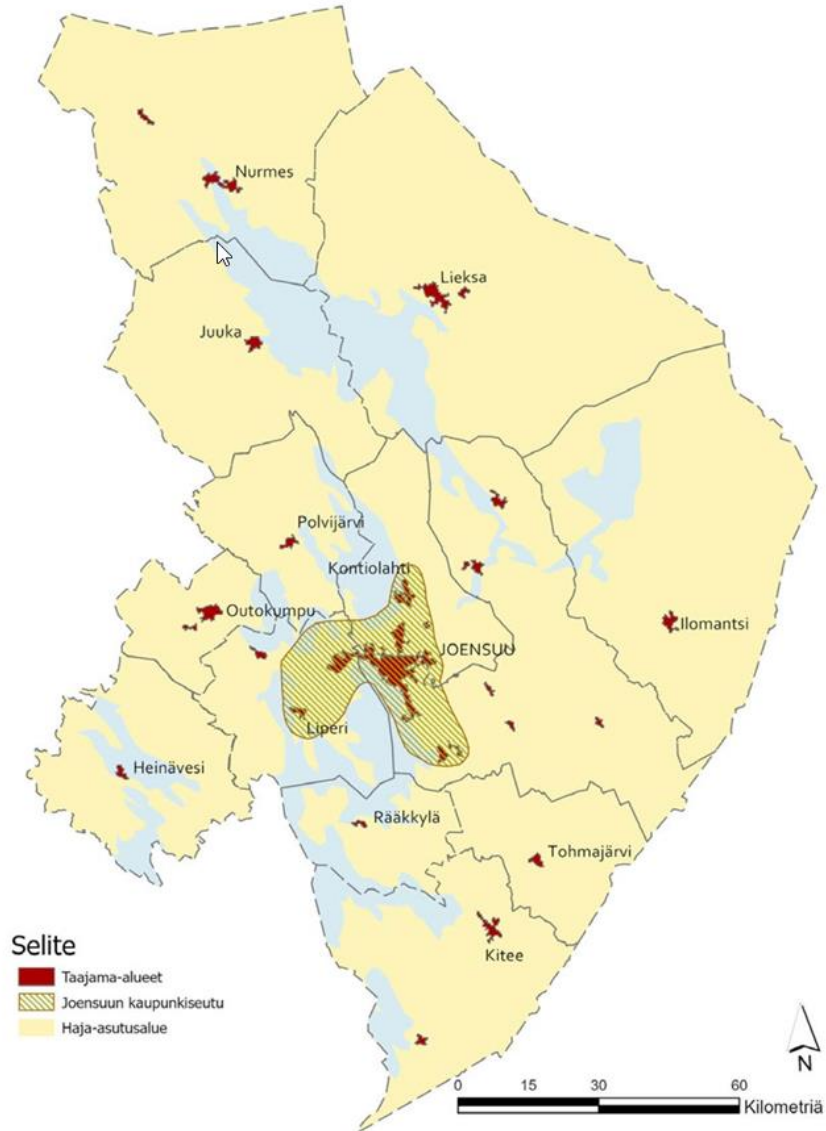 Nurmes
Lieksa
Juuka
Polvijärvi
Kontiolahti
Outokumpu
Ilomantsi
JOENSUU
Liperi
Heinävesi
Rääkkylä
Tohmajärvi
Kitee
Selite
Taajama-alueet
Joensuun kaupunkiseutu
Haja-asutusalue
N
0 15 30 60
Kilometriä